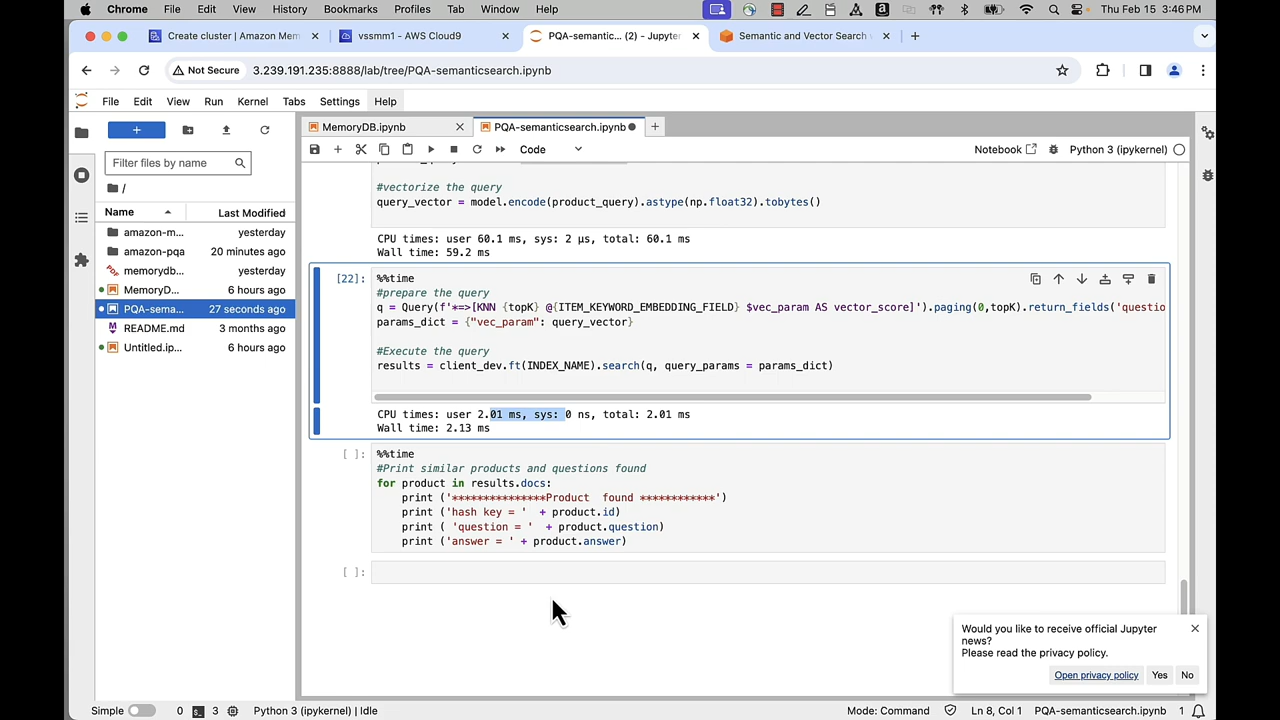 Chrome File Edit View History Bookmarks Profiles Tab Window Help Thu Feb 15 3:46 PM
Create cluster | Amazon Mem × vssmm1 - AWS Cloud9 × PQA-semantic... (2) - Jupyter × Semantic and Vector Search v × +
Not Secure 3.239.191.235:8888/lab/tree/PQA-semanticsearch.ipynb
File Edit View Run Kernel Tabs Settings Help
+
Filter files by name
/
Name Last Modified
amazon-m... yesterday
amazon-pqa 20 minutes ago
memorydb... yesterday
MemoryD... 6 hours ago
PQA-sema... 27 seconds ago
README.md 3 months ago
Untitled.ip... 6 hours ago
MemoryDB.ipynb × PQA-semanticsearch.ipynb +
Code Notebook Python 3 (ipykernel)
#vectorize the query
query_vector = model.encode(product_query).astype(np.float32).tobytes()
CPU times: user 60.1 ms, sys: 2 µs, total: 60.1 ms
Wall time: 59.2 ms
[22]: %%time
#prepare the query
q = Query(f'*=>[KNN {topK} @{ITEM_KEYWORD_EMBEDDING_FIELD} $vec_param AS vector_score]').paging(0,topK).return_fields('questio
params_dict = {"vec_param": query_vector}
#Execute the query
results = client_dev.ft(INDEX_NAME).search(q, query_params = params_dict)
CPU times: user 2.01 ms, sys: 0 ns, total: 2.01 ms
Wall time: 2.13 ms
[ ]: %%time
#Print similar products and questions found
for product in results.docs:
print ('***************Product found ************')
print ('hash key = ' + product.id)
print ( 'question = ' + product.question)
print ('answer = ' + product.answer)
[ ]:
Would you like to receive official Jupyter
news?
Please read the privacy policy.
Open privacy policy Yes No
Simple 0 3 Python 3 (ipykernel) | Idle Mode: Command Ln 8, Col 1 PQA-semanticsearch.ipynb 1